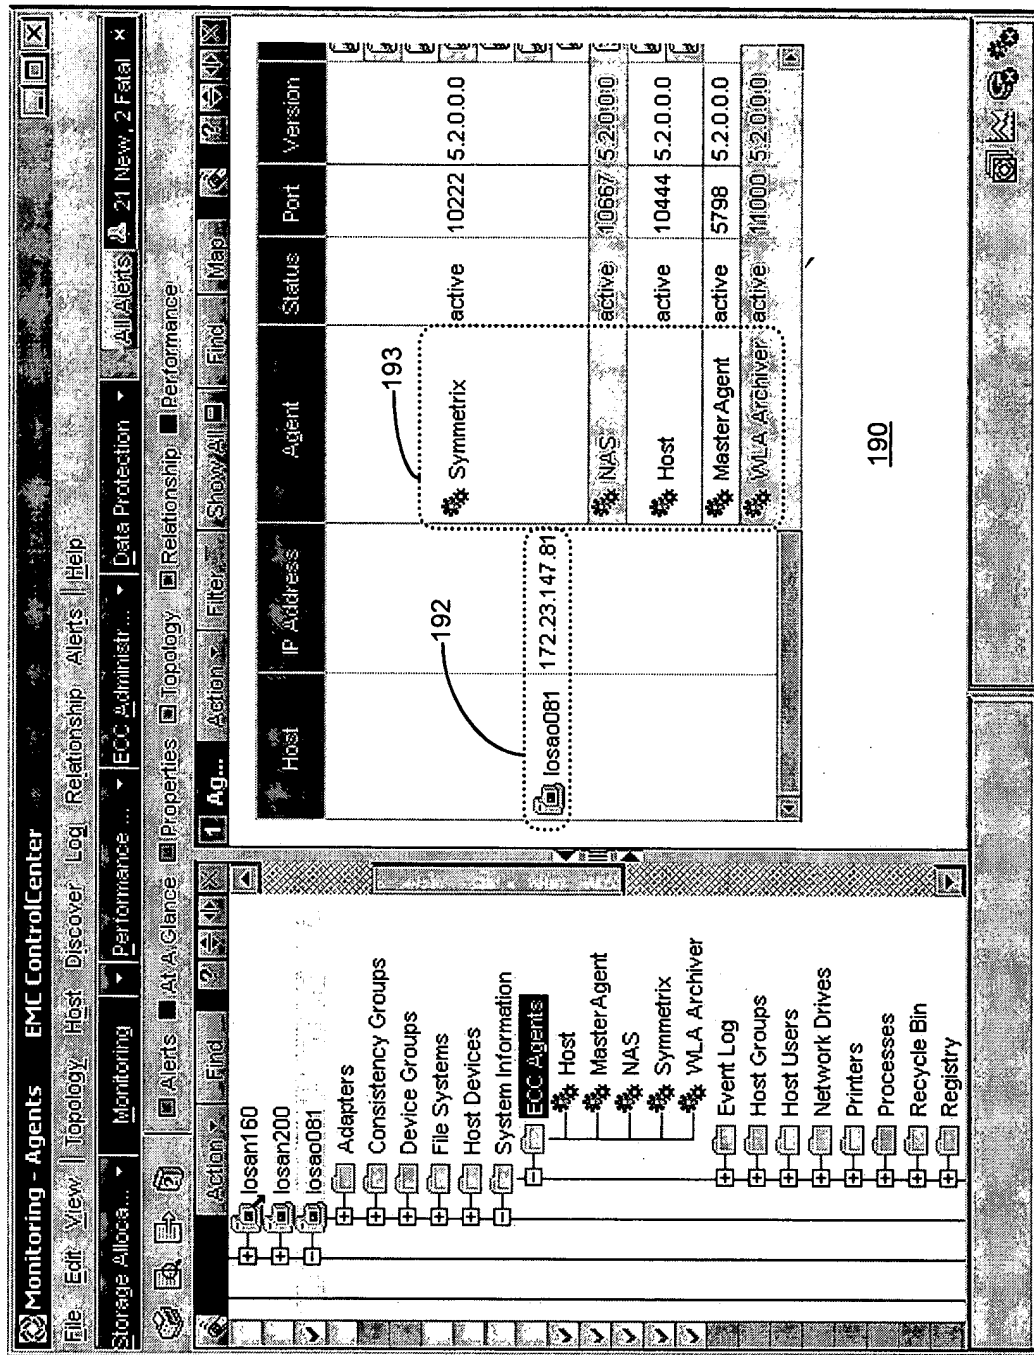 Monitoring - Agents EMC ControlCenter
File Edit View Topology Host Discover Log Relationship Alerts Help
Storage Alloca... Monitoring Performance ... ECC Administr... Data Protection All Alerts 21 New, 2 Fatal
Alerts At A Glance Properties Topology Relationship Performance
Action Find
losan160
losan200
losao081
Adapters
Consistency Groups
Device Groups
File Systems
Host Devices
System Information
ECC Agents
Host
MasterAgent
NAS
Symmetrix
WLA Archiver
Event Log
Host Groups
Host Users
Network Drives
Printers
Processes
Recycle Bin
Registry
1 Ag... Action Filter... Show All Find... Map...
Host IP Address Agent Status Port Version
Symmetrix active 10222 5.2.0.0.0
losao081 172.23.147.81
NAS active 10667 5.2.0.0.0
Host active 10444 5.2.0.0.0
MasterAgent active 5798 5.2.0.0.0
WLA Archiver active 11000 5.2.0.0.0
192
193
190